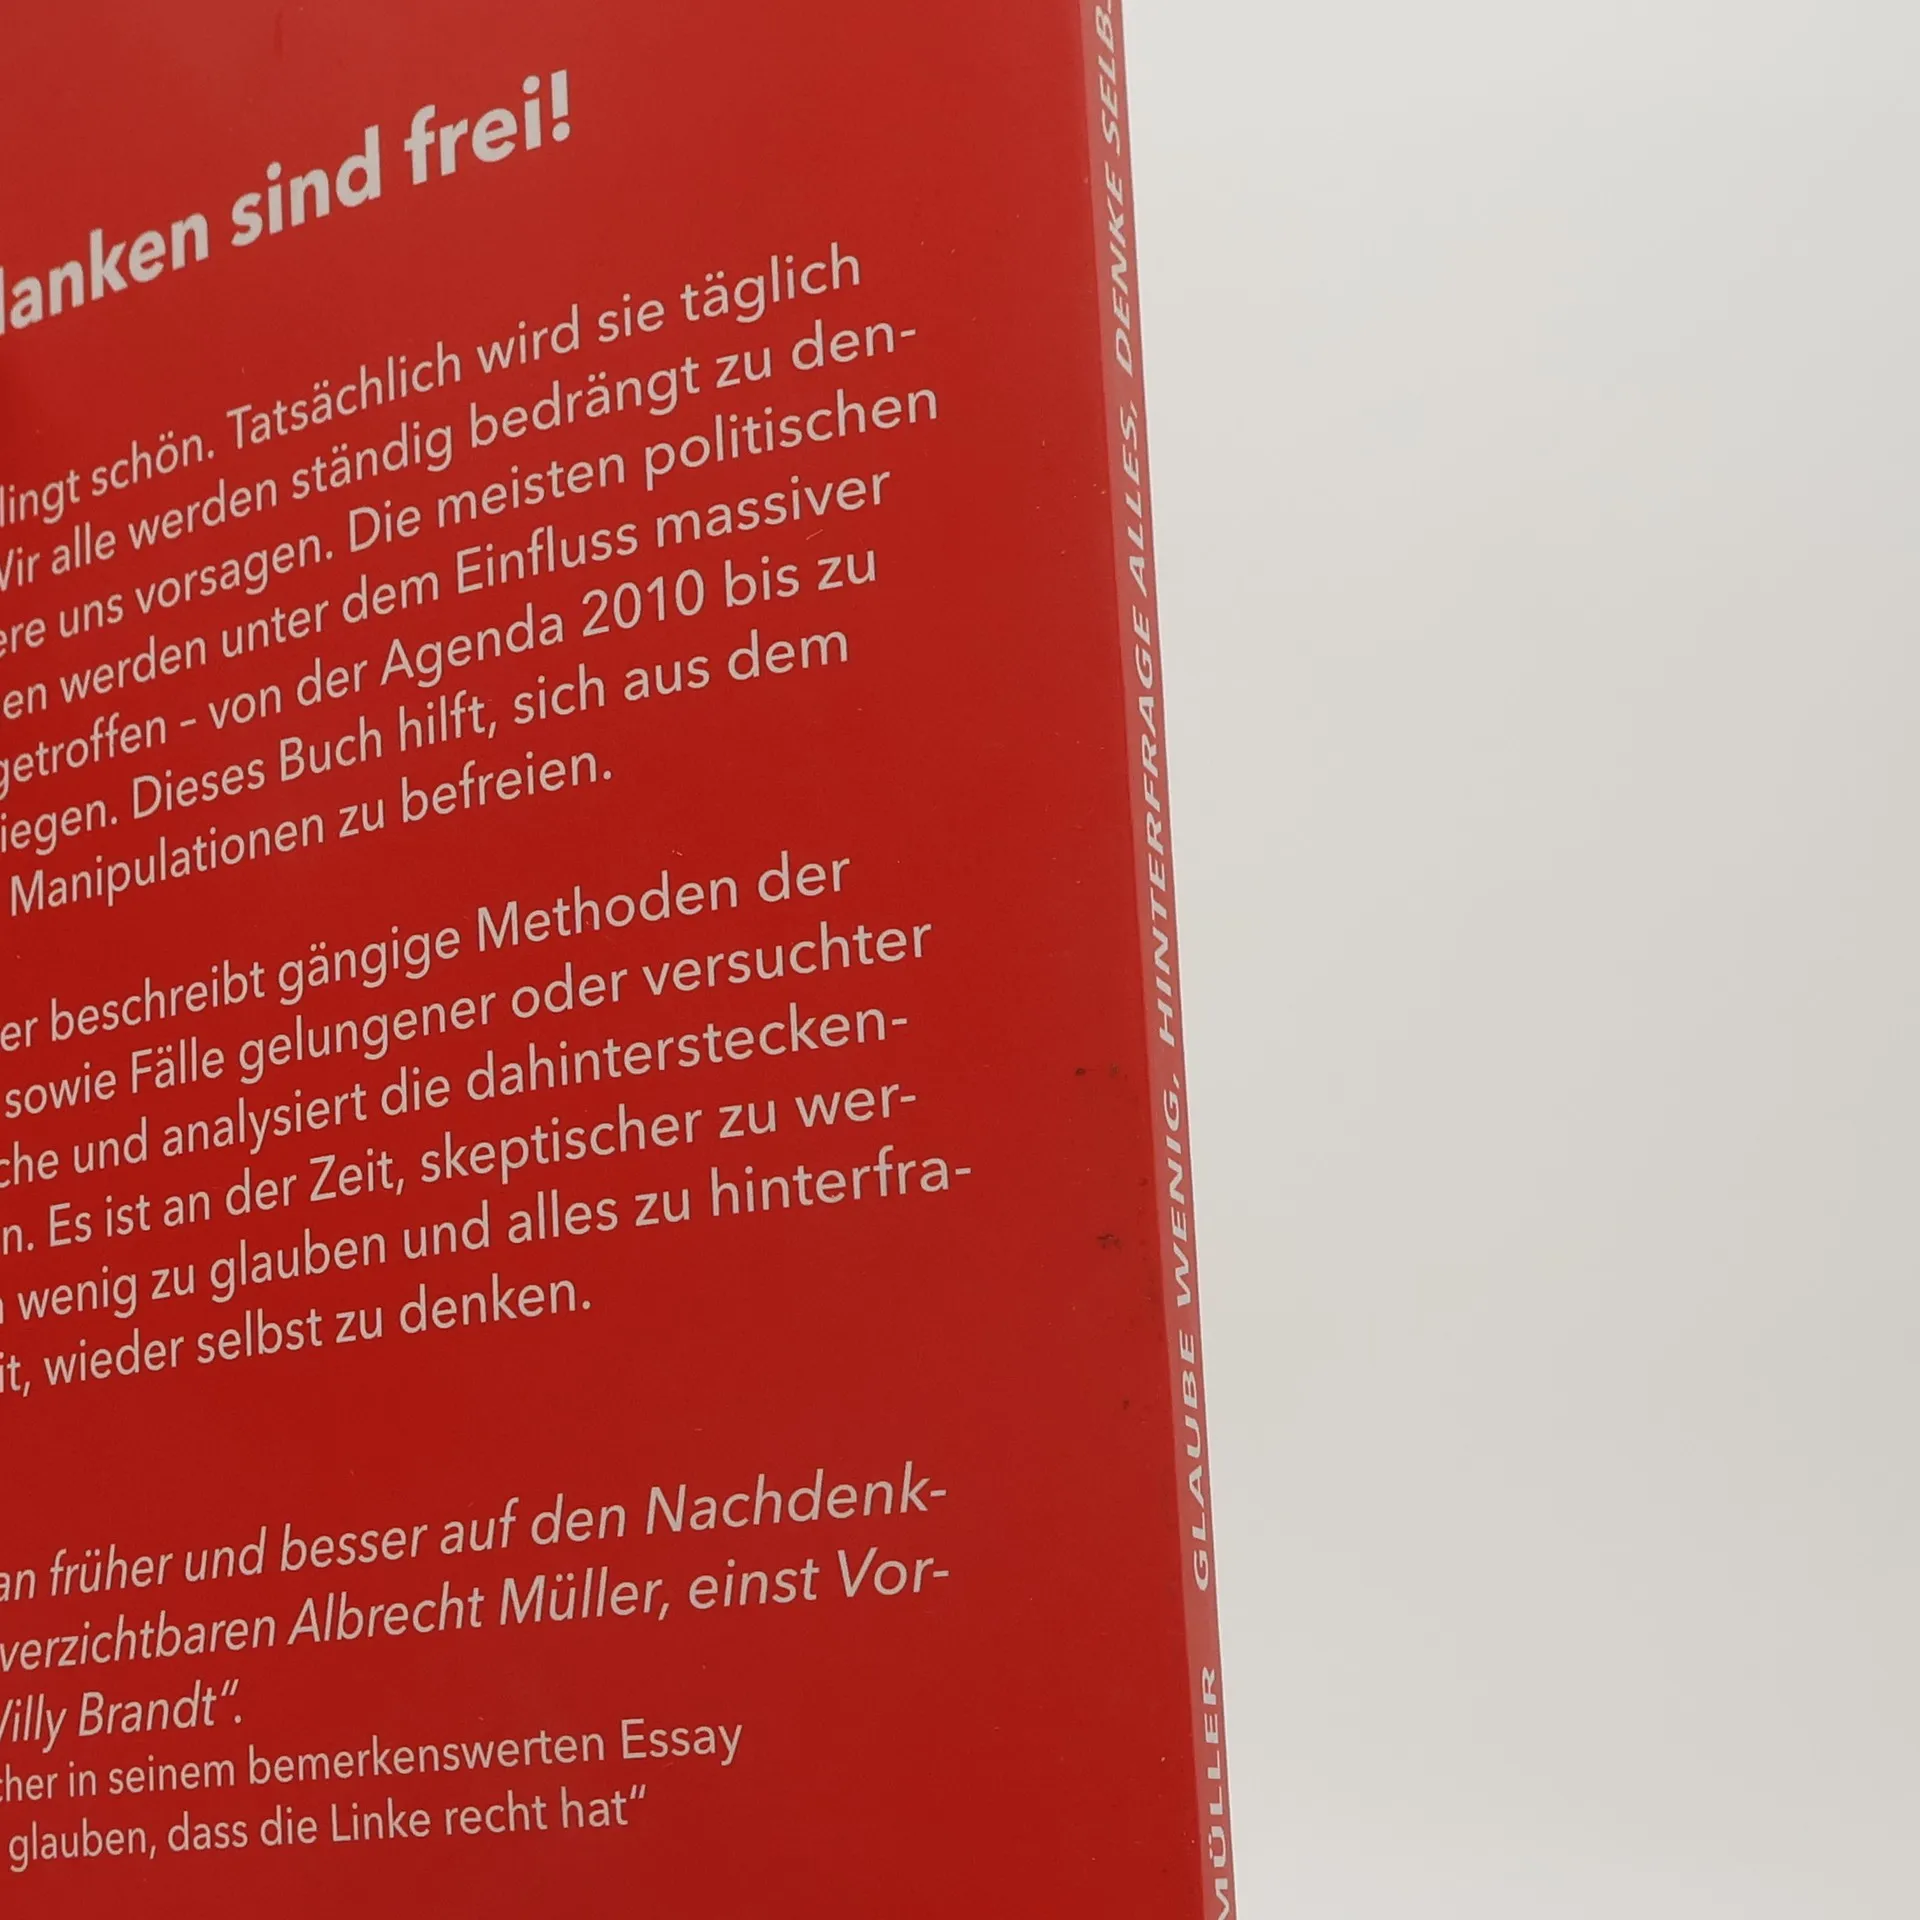 danken sind frei!
lingt schön. Tatsächlich wird sie täglich
Wir alle werden ständig bedrängt zu den-
ere uns vorsagen. Die meisten politischen
en werden unter dem Einfluss massiver
getroffen – von der Agenda 2010 bis zu
iegen. Dieses Buch hilft, sich aus dem
Manipulationen zu befreien.
er beschreibt gängige Methoden der
sowie Fälle gelungener oder versuchter
che und analysiert die dahinterstecken-
n. Es ist an der Zeit, skeptischer zu wer-
wenig zu glauben und alles zu hinterfra-
it, wieder selbst zu denken.
an früher und besser auf den Nachdenk-
verzichtbaren Albrecht Müller, einst Vor-
Willy Brandt“.
cher in seinem bemerkenswerten Essay
glauben, dass die Linke recht hat“
MÜLLER GLAUBE WENIG, HINTERFRAGE ALLES, DENKE SELB